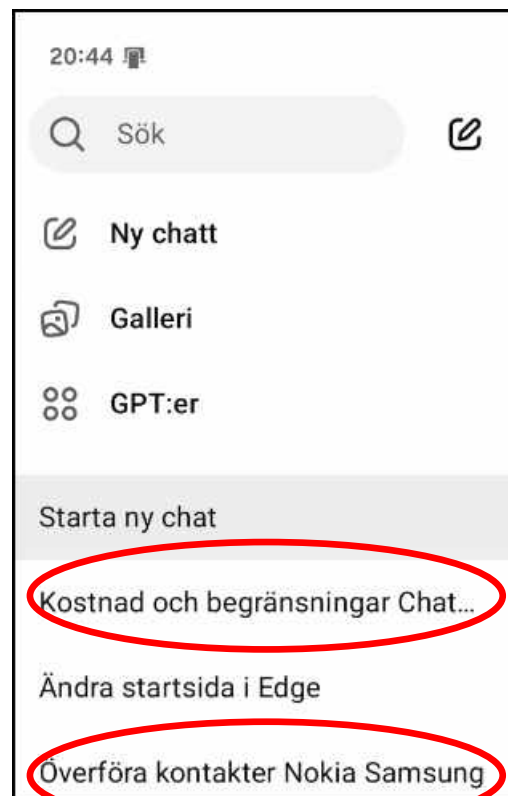 20:44
Sök
Ny chatt
Galleri
GPT:er
Starta ny chat
Kostnad och begränsningar Chat...
Ändra startsida i Edge
Överföra kontakter Nokia Samsung